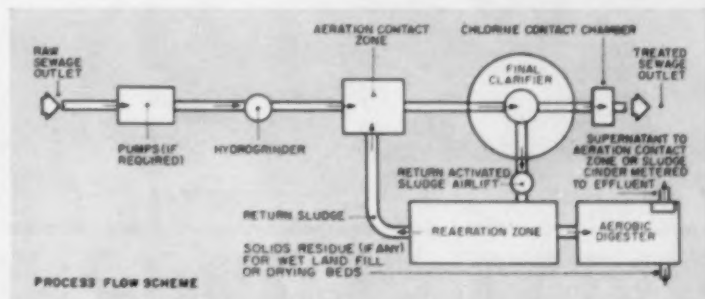 RAW
SEWAGE
OUTLET
PUMPS (IF
REQUIRED)
HYDROGRINDER
AERATION CONTACT
ZONE
FINAL
CLARIFIER
CHLORINE CONTACT CHAMBER
TREATED
SEWAGE
OUTLET
RETURN ACTIVATED
SLUDGE AIRLIFT
SUPERNATANT TO
AERATION CONTACT
ZONE OR SLUDGE
CINDER METERED
TO EFFLUENT
RETURN SLUDGE
REAERATION ZONE
AEROBIC
DIGESTER
SOLIDS RESIDUE (IF ANY)
FOR WET LAND FILL
OR DRYING BEDS
PROCESS FLOW SCHEME